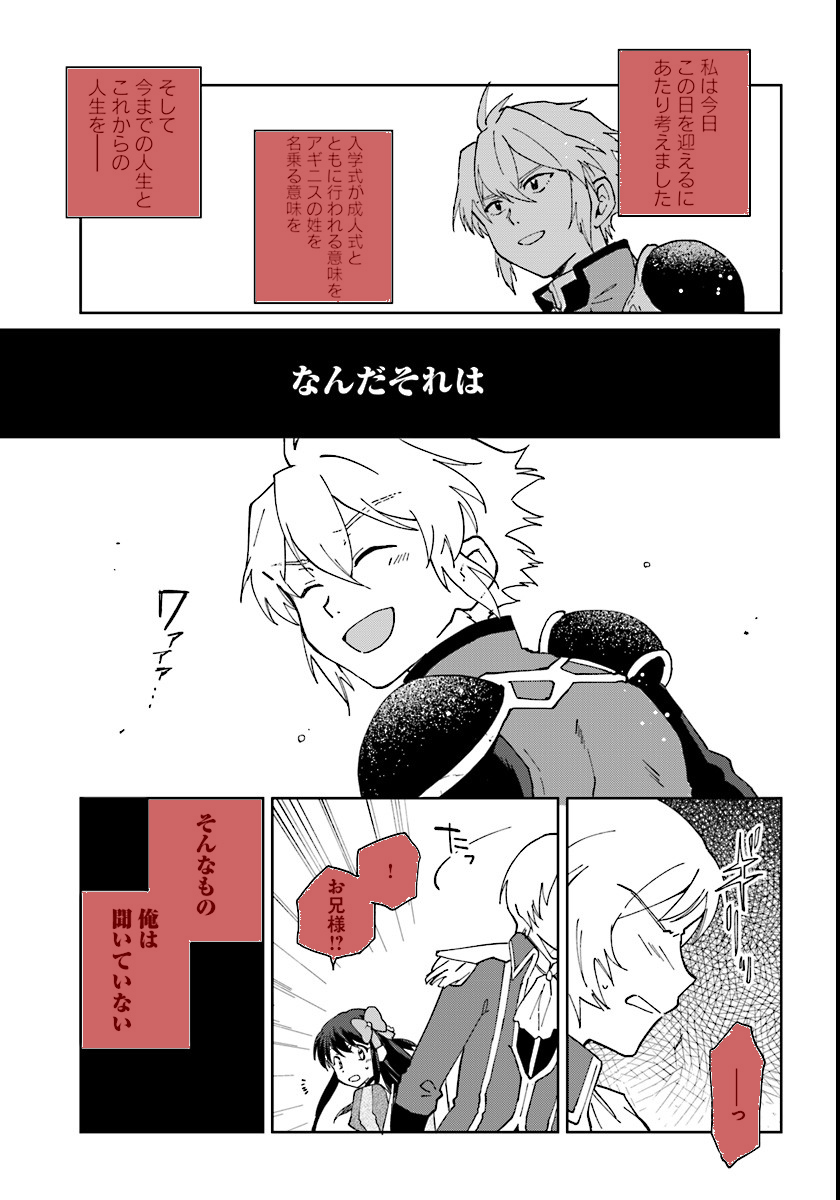 私は今日
この日を迎えるに
あたり考えました
入学式が成人式と
ともに行われる意味を、
アギニスの姓を
名乗る意味を
そして
今までの人生と
これからの
人生を――
なんだそれは
ワァァァ…
ギリ
――っ
たっ
！
お兄様!?
そんなもの
俺は
聞いていない